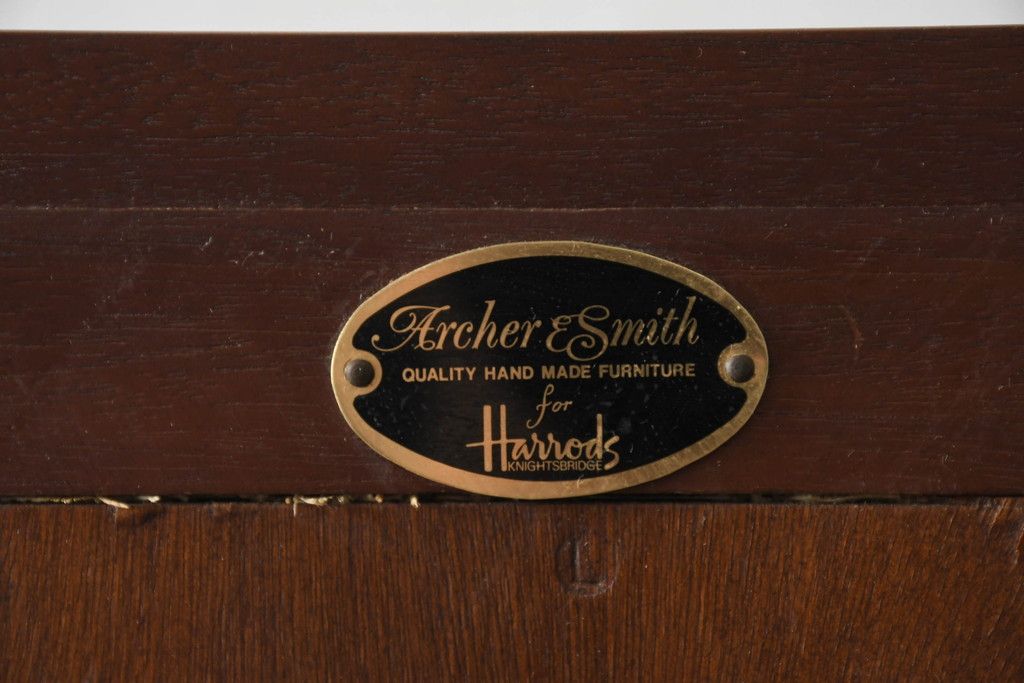 Archer & Smith
QUALITY HAND MADE FURNITURE
for
Harrods
KNIGHTSBRIDGE
L